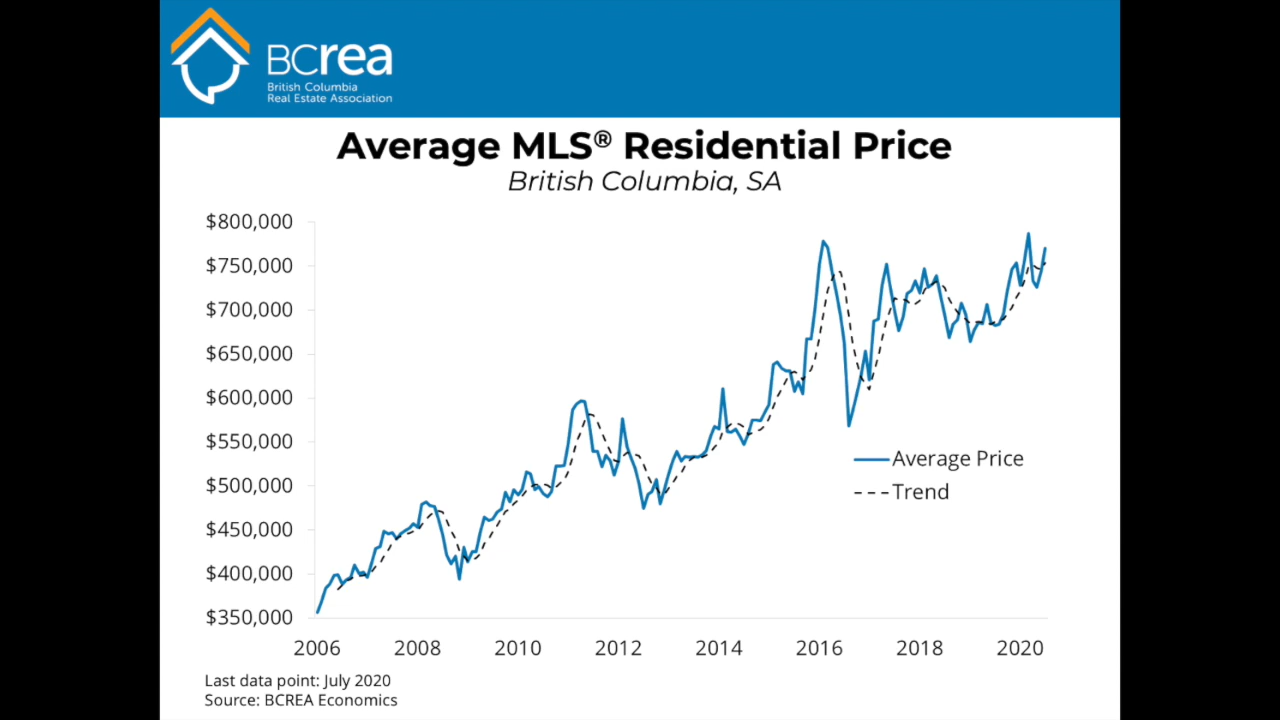 BCrea
British Columbia
Real Estate Association
Average MLS® Residential Price
British Columbia, SA
$800,000
$750,000
$700,000
$650,000
$600,000
$550,000
$500,000
$450,000
$400,000
$350,000
Average Price
Trend
2006 2008 2010 2012 2014 2016 2018 2020
Last data point: July 2020
Source: BCREA Economics